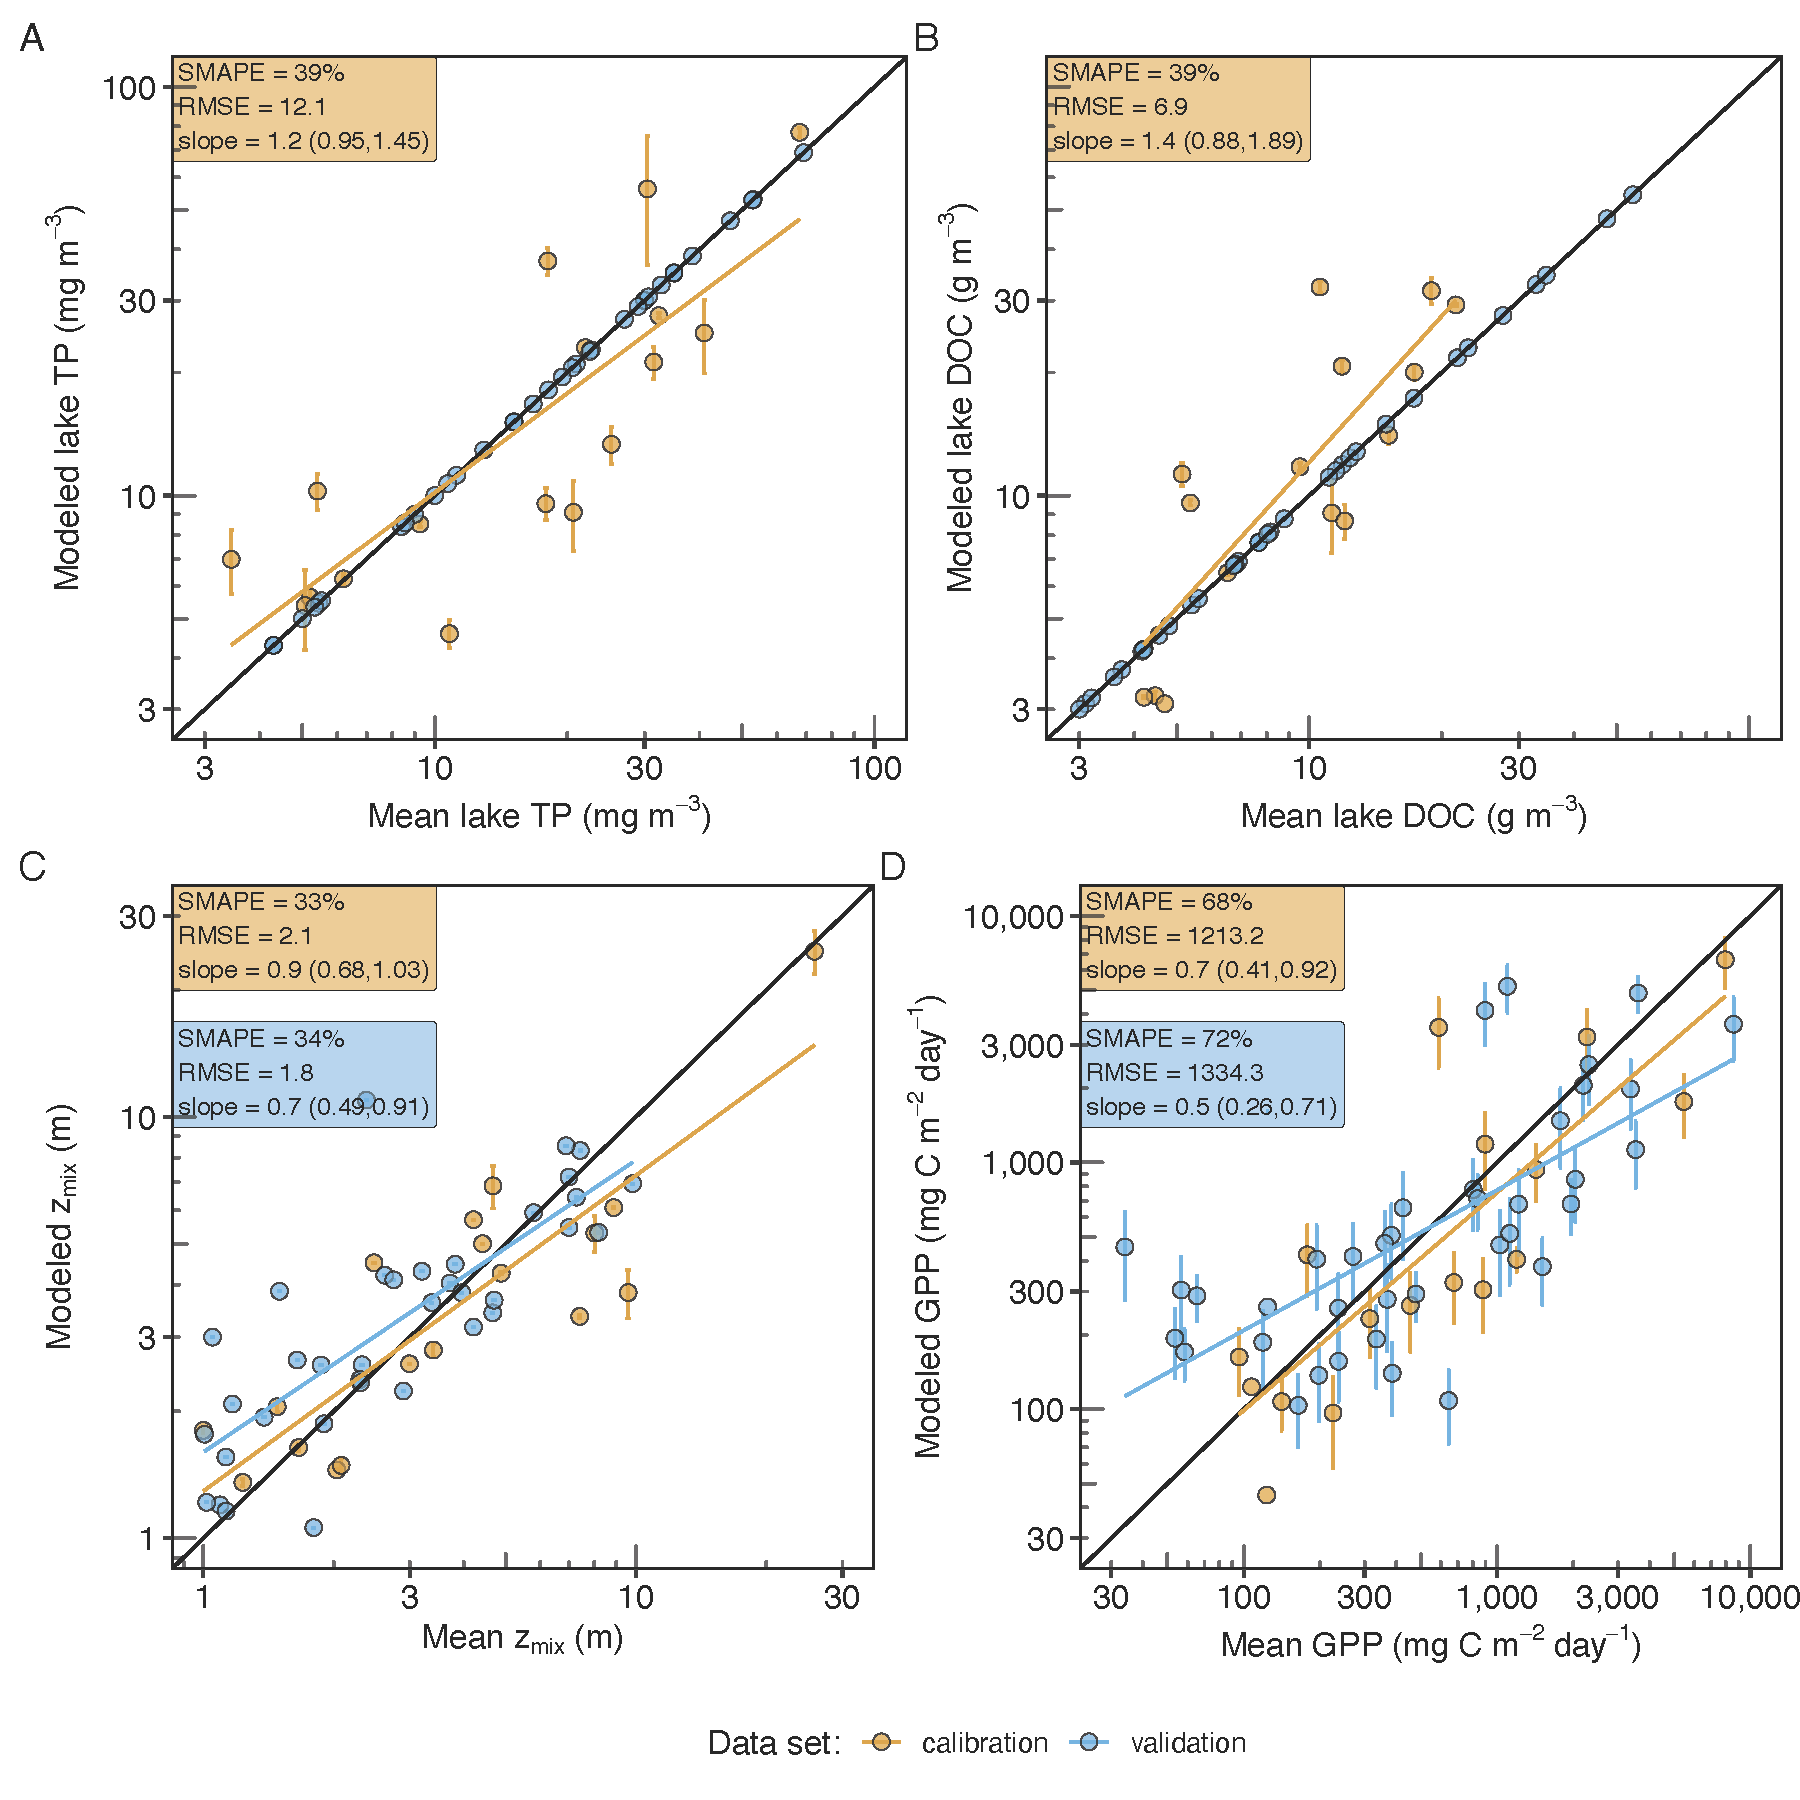 A
SMAPE = 39%
RMSE = 12.1
slope = 1.2 (0.95,1.45)
100
30
10
3
Modeled lake TP (mg m⁻³)
3 10 30 100
Mean lake TP (mg m⁻³)
B
SMAPE = 39%
RMSE = 6.9
slope = 1.4 (0.88,1.89)
30
10
3
Modeled lake DOC (g m⁻³)
3 10 30
Mean lake DOC (g m⁻³)
C
SMAPE = 33%
RMSE = 2.1
slope = 0.9 (0.68,1.03)
SMAPE = 34%
RMSE = 1.8
slope = 0.7 (0.49,0.91)
30
10
3
1
Modeled zmix (m)
1 3 10 30
Mean zmix (m)
D
SMAPE = 68%
RMSE = 1213.2
slope = 0.7 (0.41,0.92)
SMAPE = 72%
RMSE = 1334.3
slope = 0.5 (0.26,0.71)
10,000
3,000
1,000
300
100
30
Modeled GPP (mg C m⁻² day⁻¹)
30 100 300 1,000 3,000 10,000
Mean GPP (mg C m⁻² day⁻¹)
Data set: calibration validation